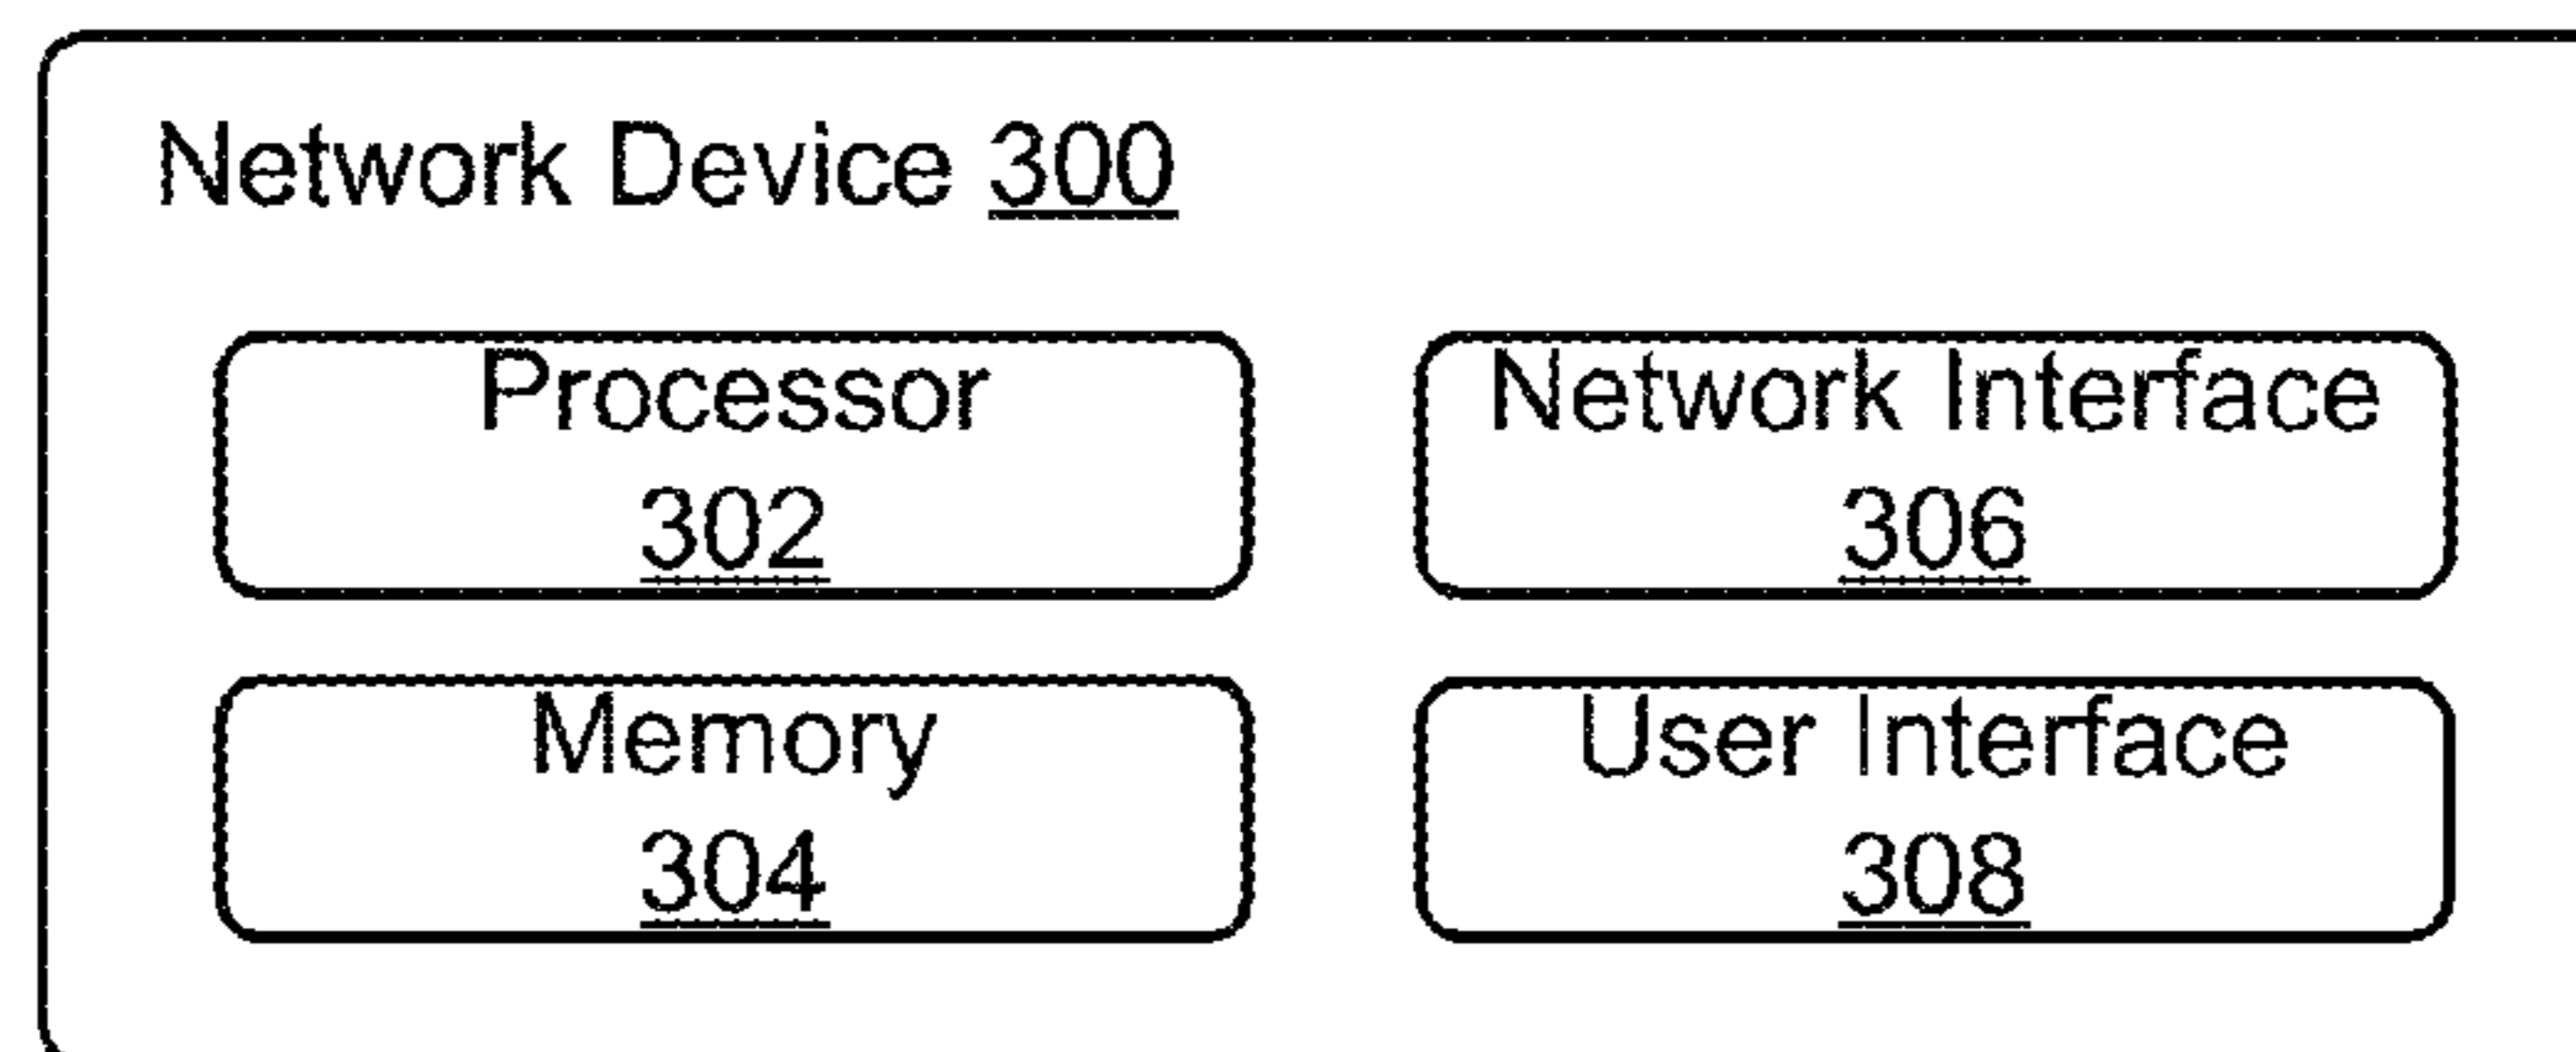 Network Device 300
Processor
302
Network Interface
306
Memory
304
User Interface
308